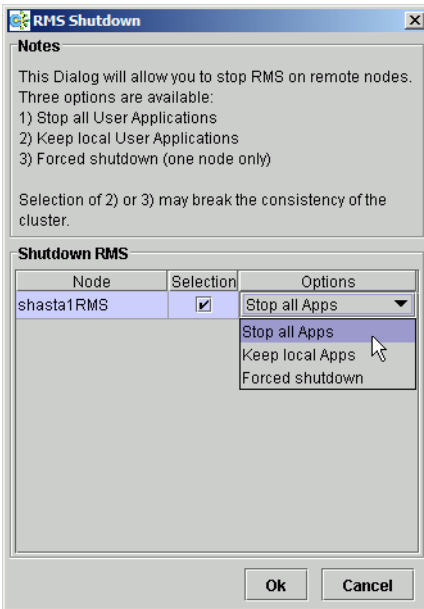 RMS Shutdown
Notes
This Dialog will allow you to stop RMS on remote nodes.
Three options are available:
1) Stop all User Applications
2) Keep local User Applications
3) Forced shutdown (one node only)
Selection of 2) or 3) may break the consistency of the
cluster.
Shutdown RMS
Node Selection Options
shasta1RMS Stop all Apps
Stop all Apps
Keep local Apps
Forced shutdown
Ok Cancel